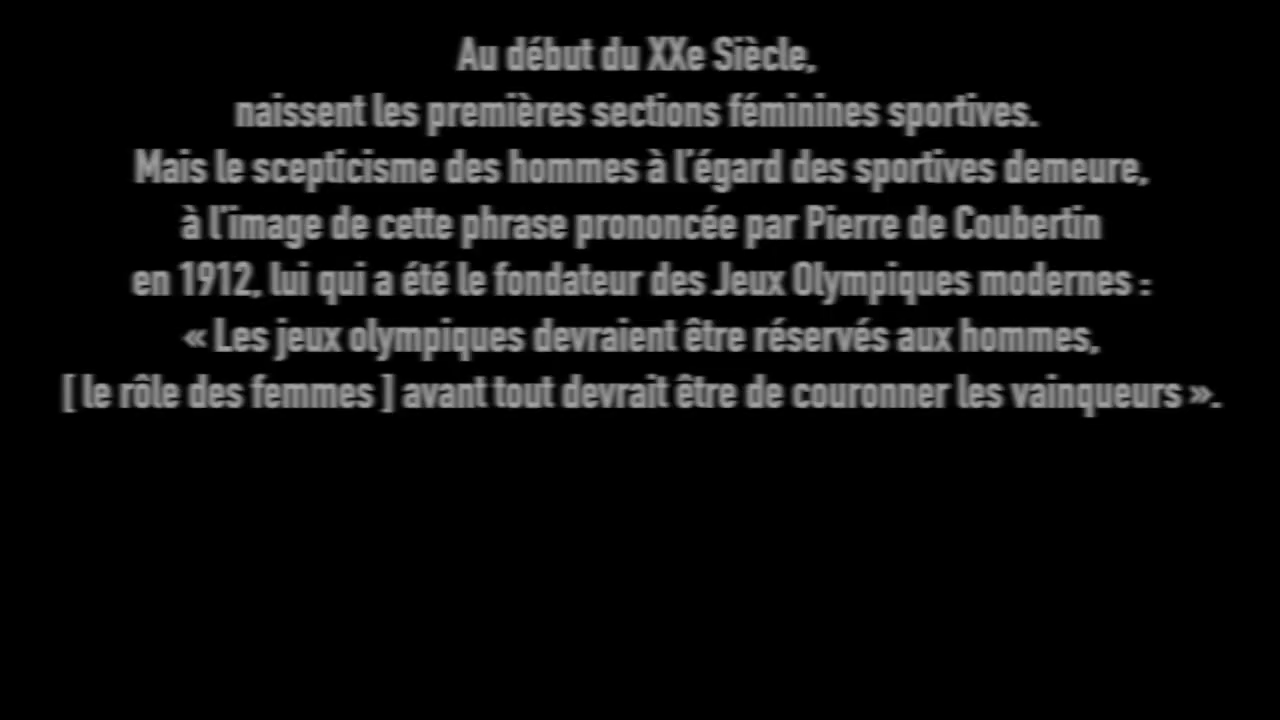 Au début du XXe Siècle,
naissent les premières sections féminines sportives.
Mais le scepticisme des hommes à l'égard des sportives demeure,
à l'image de cette phrase prononcée par Pierre de Coubertin
en 1912, lui qui a été le fondateur des Jeux Olympiques modernes :
« Les jeux olympiques devraient être réservés aux hommes,
[ le rôle des femmes ] avant tout devrait être de couronner les vainqueurs ».